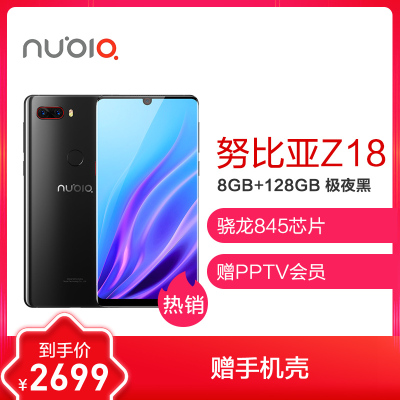 nubia
努比亚Z18
8GB+128GB 极夜黑
nubia
骁龙845芯片
赠PPTV会员
热销
到手价
¥2699
赠手机壳